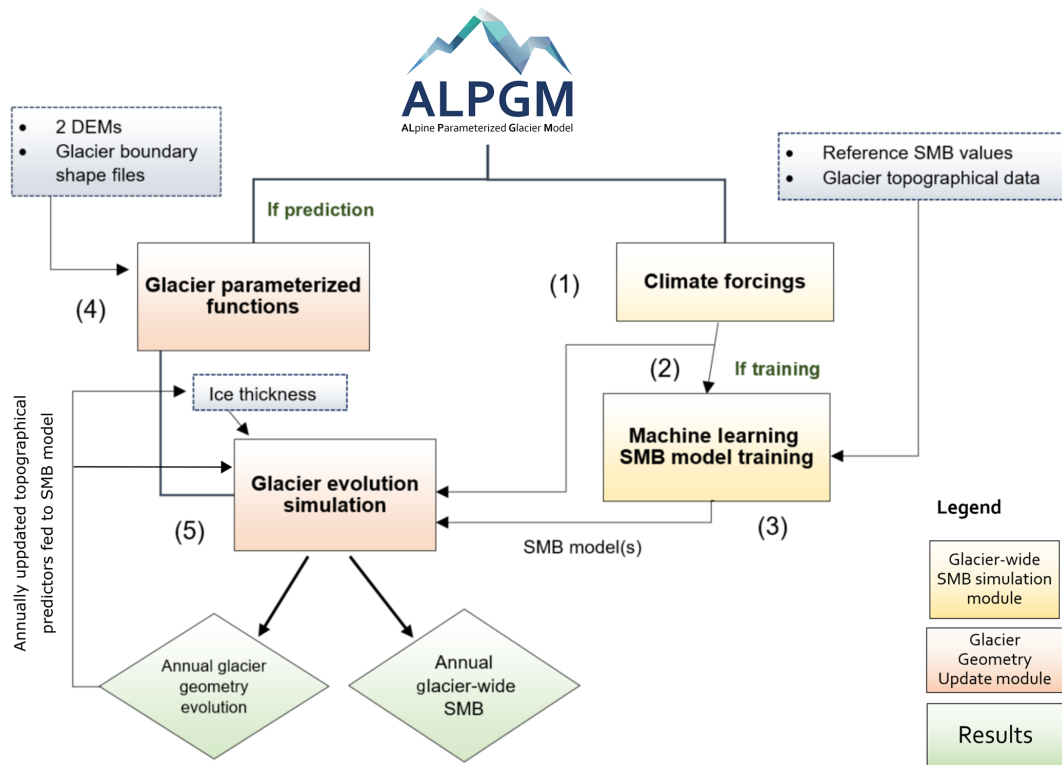 ALPGM
ALpine Parameterized Glacier Model
• 2 DEMs
• Glacier boundary
shape files
• Reference SMB values
• Glacier topographical data
If prediction
Glacier parameterized
functions
(4)
(1)
Climate forcings
(2)
If training
Ice thickness
Machine learning
SMB model training
(3)
Glacier evolution
simulation
(5)
SMB model(s)
Annually uppdated topographical
predictors fed to SMB model
Annual glacier
geometry
evolution
Annual
glacier-wide
SMB
Legend
Glacier-wide
SMB simulation
module
Glacier
Geometry
Update module
Results